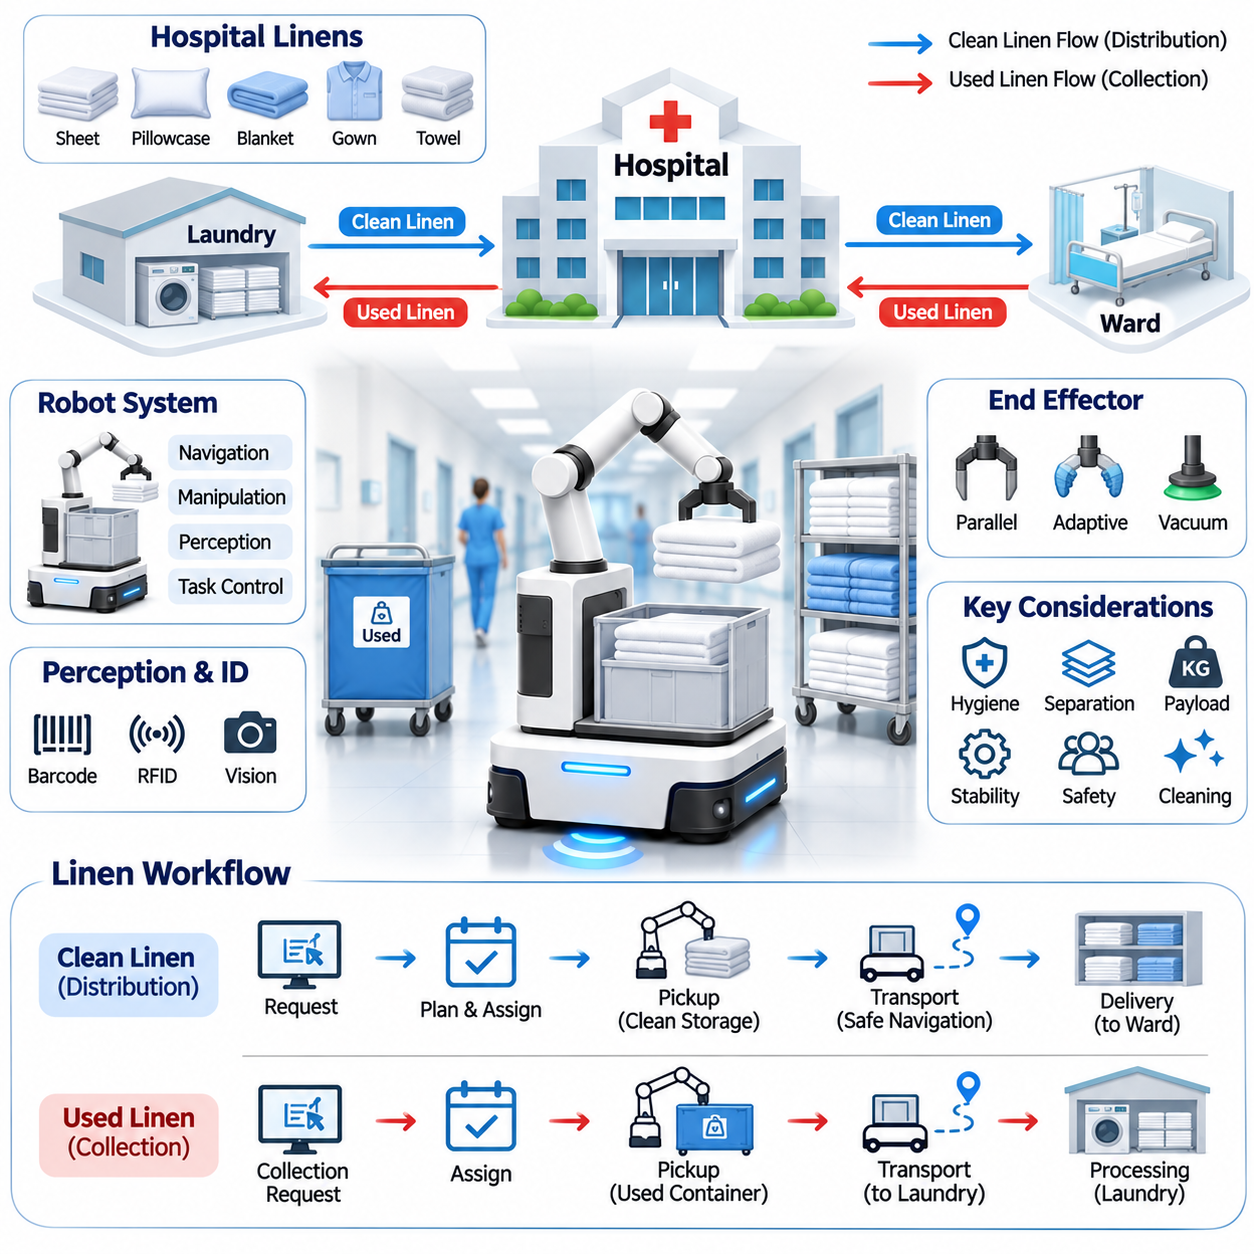 Hospital Linens
Sheet
Pillowcase
Blanket
Gown
Towel
Clean Linen Flow (Distribution)
Used Linen Flow (Collection)
Hospital
Laundry
Clean Linen
Used Linen
Clean Linen
Used Linen
Ward
Robot System
Navigation
Manipulation
Perception
Task Control
Perception & ID
Barcode
RFID
Vision
Used
End Effector
Parallel
Adaptive
Vacuum
Key Considerations
KG
Hygiene
Separation
Payload
Stability
Safety
Cleaning
Linen Workflow
Clean Linen
(Distribution)
Request
Plan & Assign
Pickup
(Clean Storage)
Transport
(Safe Navigation)
Delivery
(to Ward)
Used Linen
(Collection)
Collection
Request
Assign
Pickup
(Used Container)
Transport
(to Laundry)
Processing
(Laundry)